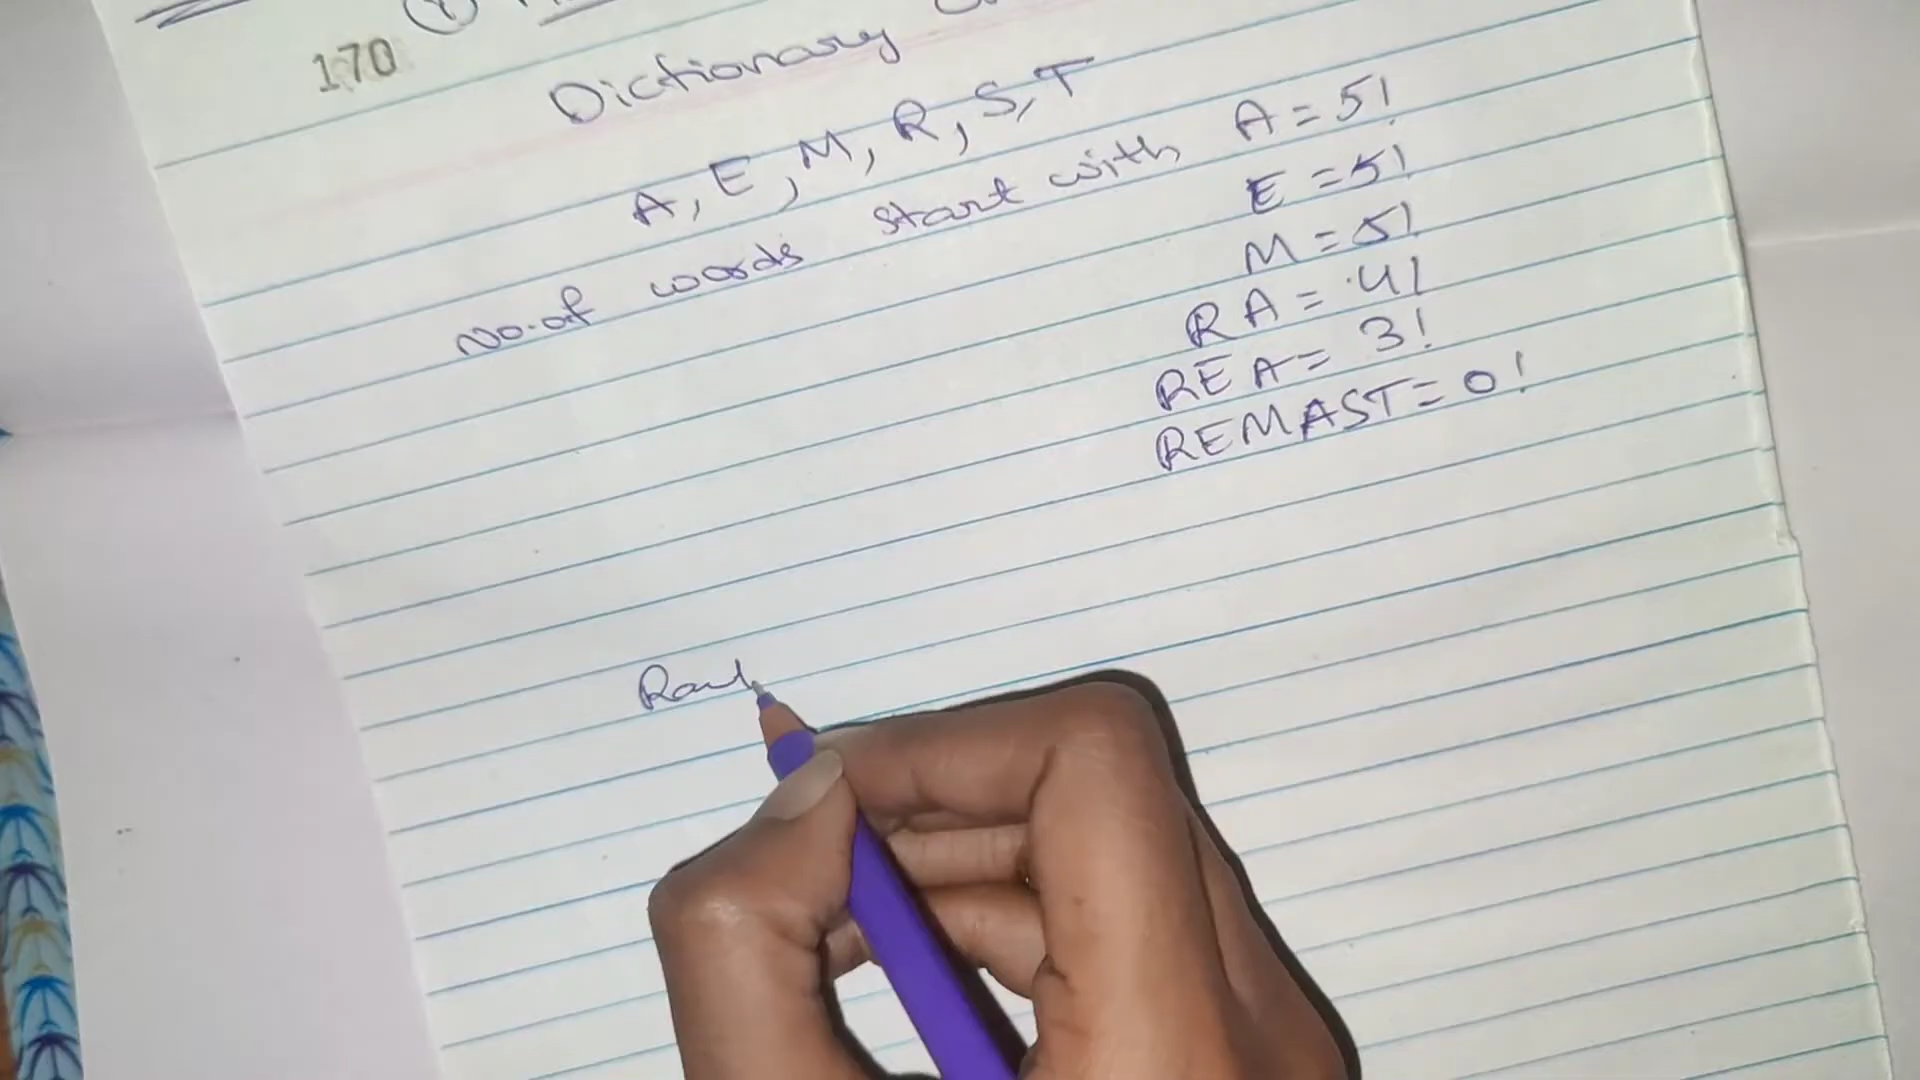 170
Dictionary
A, E, M, R, S, T
No.of words start with A = 5!
E = 5!
M = 5!
RA = 4!
REA = 3!
REMAST = 0!
Rank